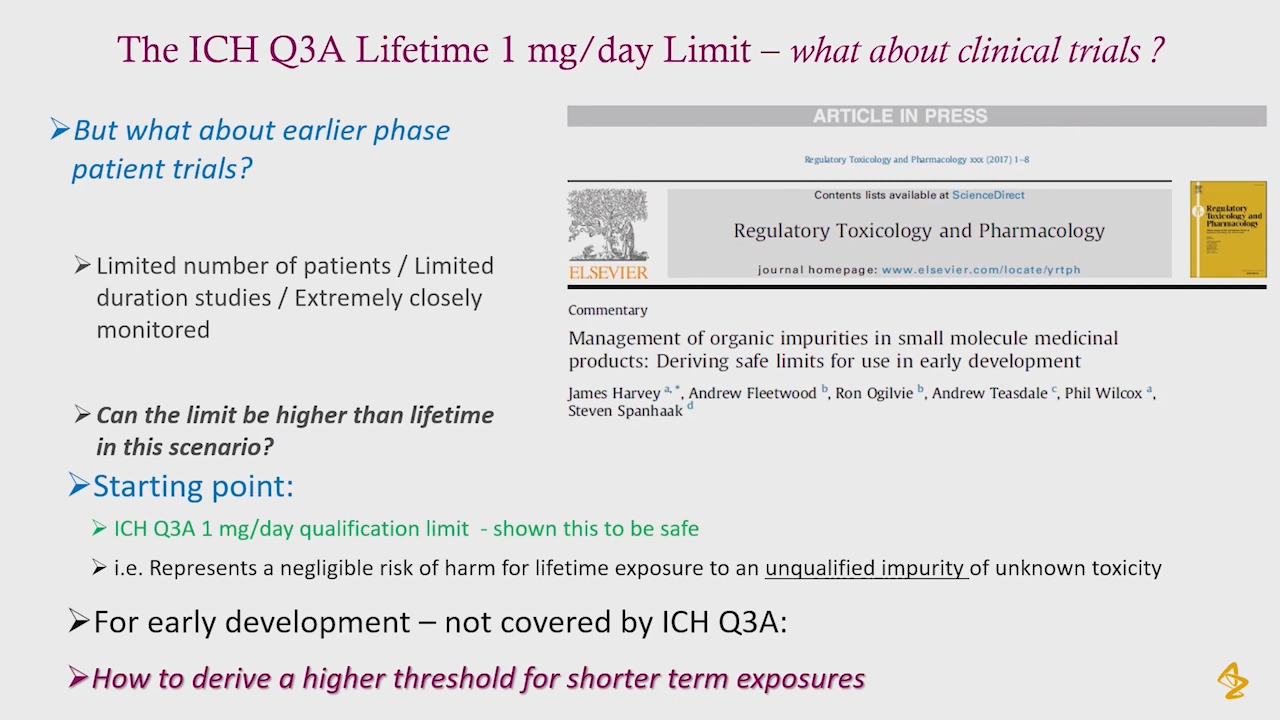 The ICH Q3A Lifetime 1 mg/day Limit – what about clinical trials ?
➢But what about earlier phase
patient trials?
➢Limited number of patients / Limited
duration studies / Extremely closely
monitored
➢Can the limit be higher than lifetime
in this scenario?
ARTICLE IN PRESS
Regulatory Toxicology and Pharmacology xxx (2017) 1–8
Contents lists available at ScienceDirect
Regulatory Toxicology and Pharmacology
journal homepage: www.elsevier.com/locate/yrtph
ELSEVIER
Regulatory
Toxicology and
Pharmacology
Commentary
Management of organic impurities in small molecule medicinal
products: Deriving safe limits for use in early development
James Harvey a, *, Andrew Fleetwood b, Ron Ogilvie b, Andrew Teasdale c, Phil Wilcox a,
Steven Spanhaak d
➢Starting point:
➢ICH Q3A 1 mg/day qualification limit - shown this to be safe
➢i.e. Represents a negligible risk of harm for lifetime exposure to an unqualified impurity of unknown toxicity
➢For early development – not covered by ICH Q3A:
➢How to derive a higher threshold for shorter term exposures